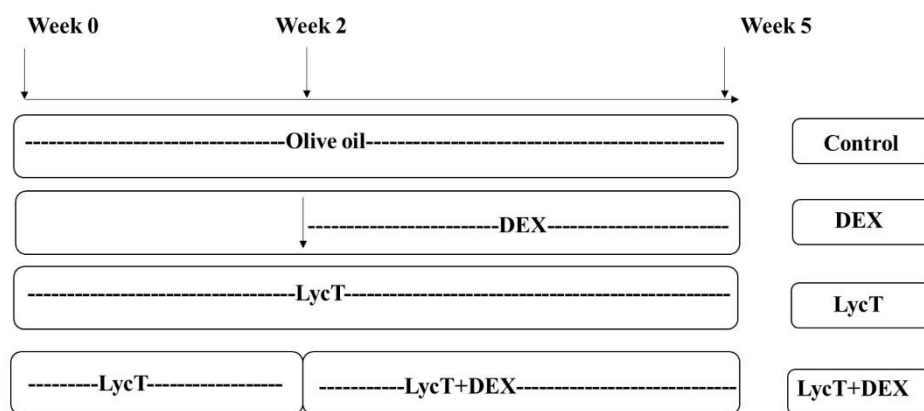 Week 0 Week 2 Week 5
Olive oil Control
DEX DEX
LycT LycT
LycT LycT+DEX LycT+DEX